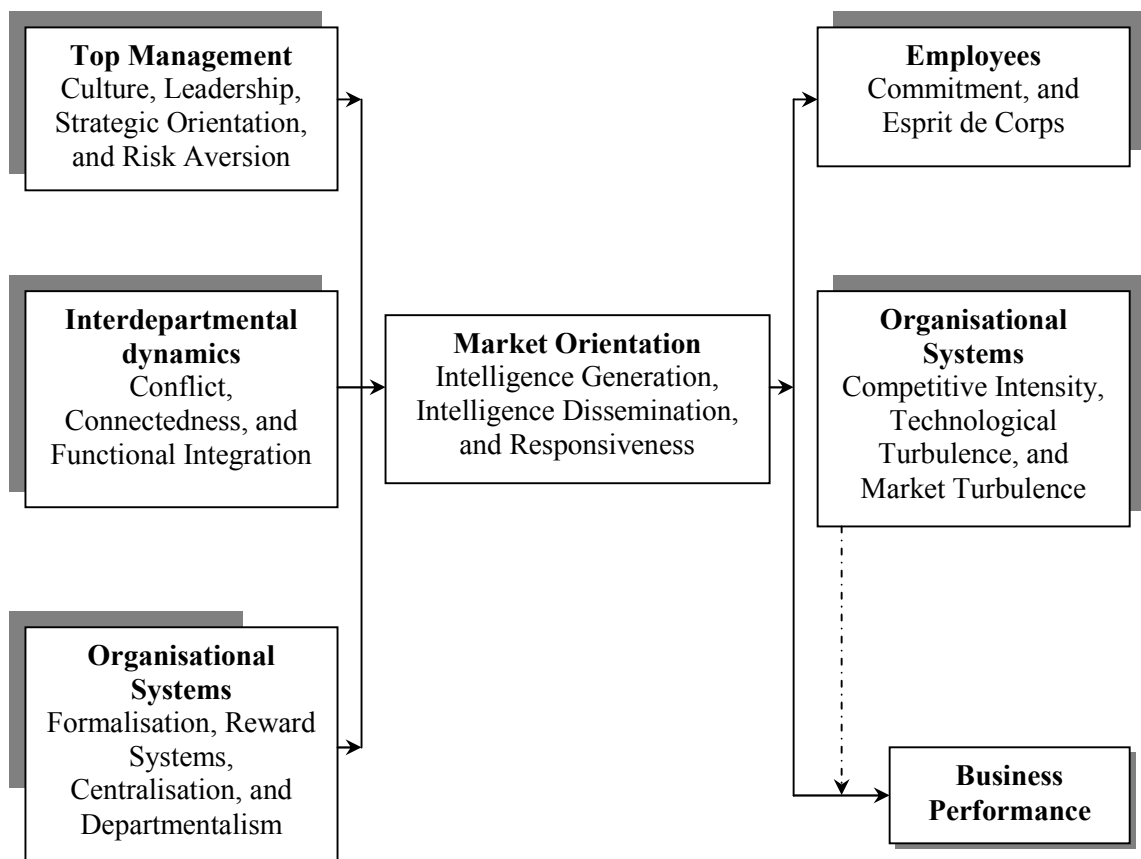 Top Management
Culture, Leadership,
Strategic Orientation,
and Risk Aversion
Interdepartmental
dynamics
Conflict,
Connectedness, and
Functional Integration
Organisational
Systems
Formalisation, Reward
Systems,
Centralisation, and
Departmentalism
Market Orientation
Intelligence Generation,
Intelligence Dissemination,
and Responsiveness
Employees
Commitment, and
Esprit de Corps
Organisational
Systems
Competitive Intensity,
Technological
Turbulence, and
Market Turbulence
Business
Performance